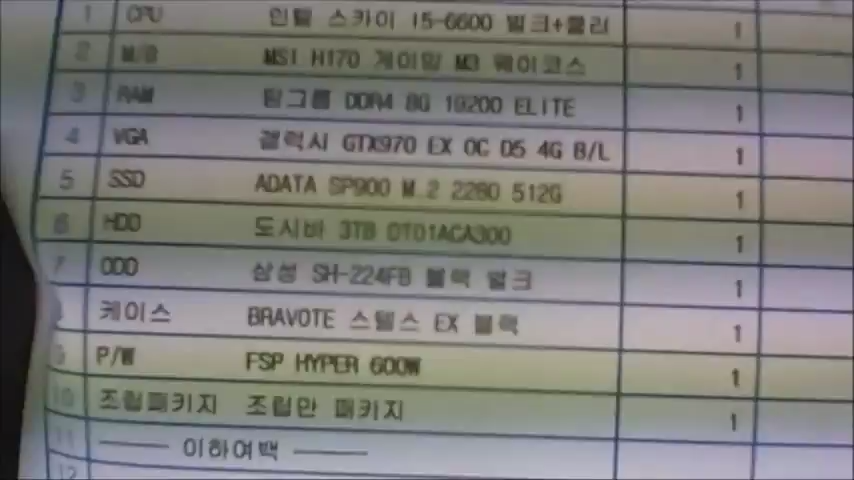 1 CPU 인텔 스카이 I5-6600 벌크+쿨러 1
2 M/B MSI H170 게이밍 M3 웨이코스 1
3 RAM 팀그룹 DDR4 8G 19200 ELITE 1
4 VGA 갤럭시 GTX970 EX OC D5 4G B/L 1
5 SSD ADATA SP900 M.2 2280 512G 1
6 HDD 도시바 3TB DT01ACA300 1
7 ODD 삼성 SH-224FB 블랙 벌크 1
케이스 BRAVOTE 스텔스 EX 블랙 1
9 P/W FSP HYPER 600W 1
10 조립패키지 조립만 패키지 1
11 ―――― 이하여백 ――――
12